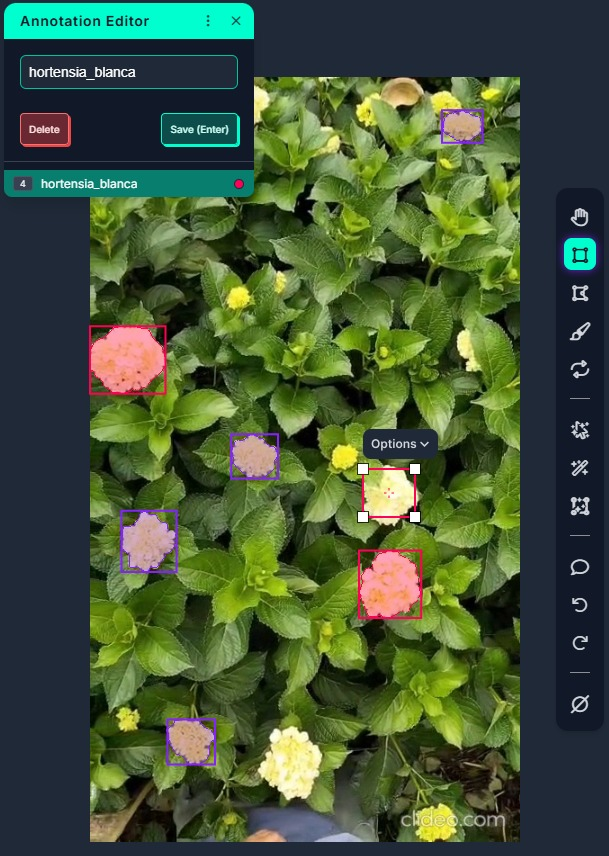 Annotation Editor
hortensia_blanca
Delete
Save (Enter)
4 hortensia_blanca
Options
clideo.com